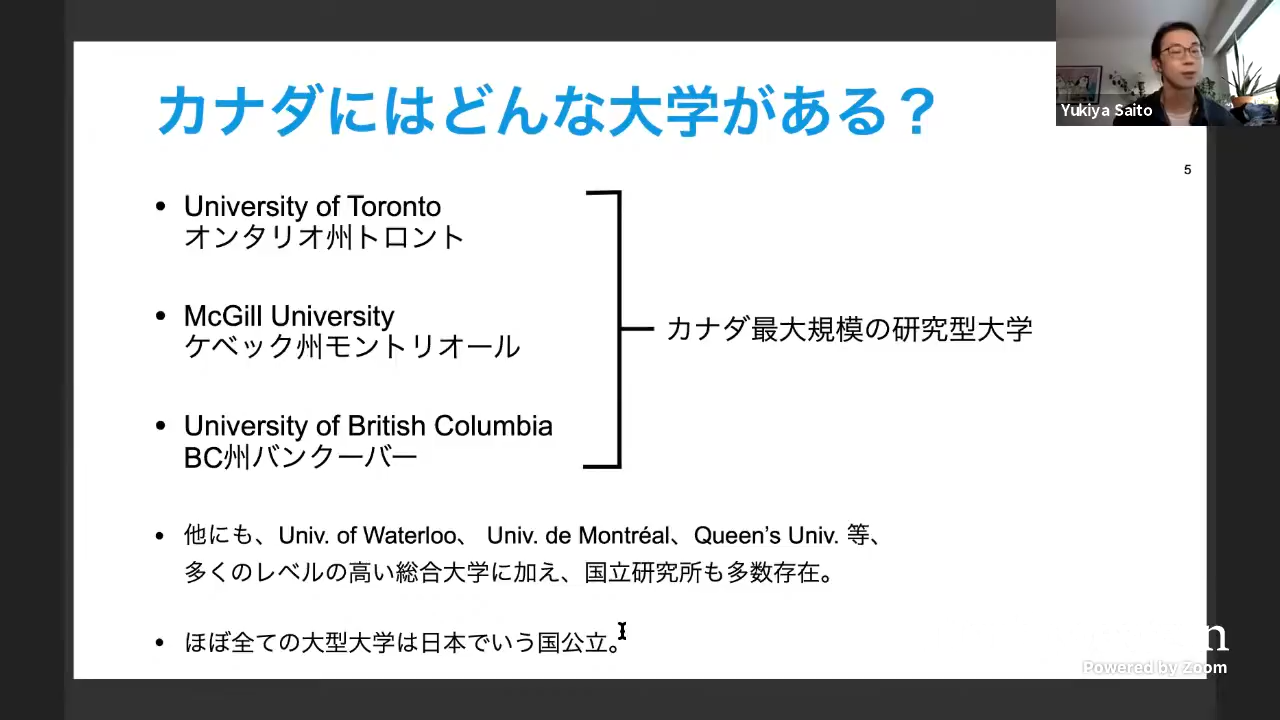 カナダにはどんな大学がある？
Yukiya Saito
5
• University of Toronto
オンタリオ州トロント
• McGill University
ケベック州モントリオール
• University of British Columbia
BC州バンクーバー
カナダ最大規模の研究型大学
• 他にも、Univ. of Waterloo、 Univ. de Montréal、Queen’s Univ. 等、
多くのレベルの高い総合大学に加え、国立研究所も多数存在。
• ほぼ全ての大型大学は日本でいう国公立。
Powered by Zoom